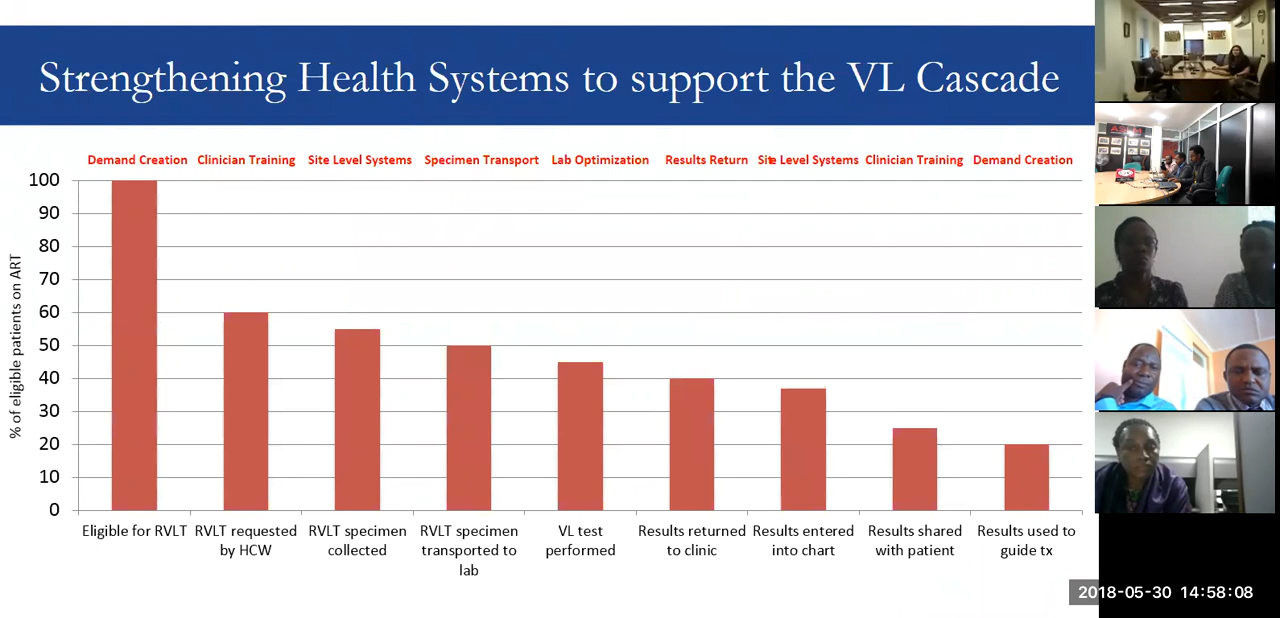 Strengthening Health Systems to support the VL Cascade
Demand Creation Clinician Training Site Level Systems Specimen Transport Lab Optimization Results Return Site Level Systems Clinician Training Demand Creation
% of eligible patients on ART
100
90
80
70
60
50
40
30
20
10
0
Eligible for RVLT
RVLT requested
by HCW
RVLT specimen
collected
RVLT specimen
transported to
lab
VL test
performed
Results returned
to clinic
Results entered
into chart
Results shared
with patient
Results used to
guide tx
2018-05-30 14:58:08